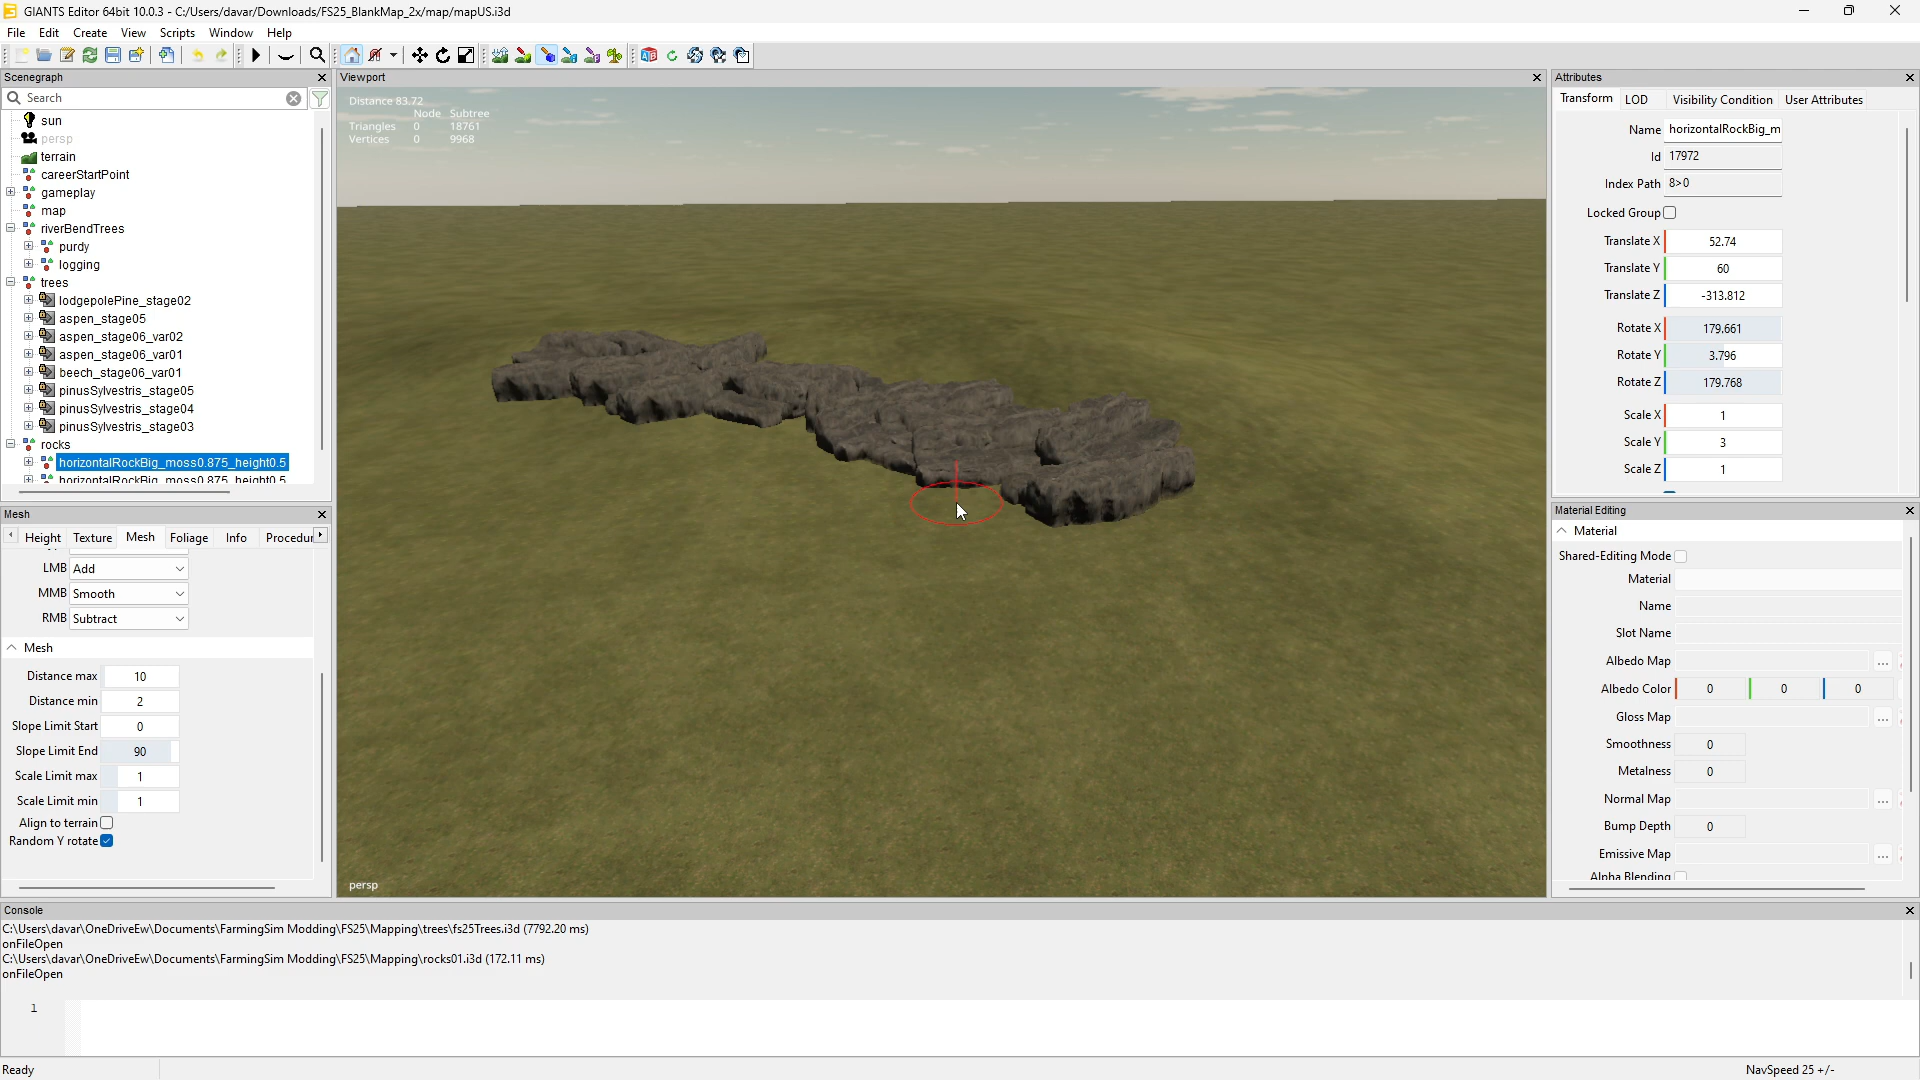 GIANTS Editor 64bit 10.0.3 - C:/Users/davar/Downloads/FS25_BlankMap_2x/map/mapUS.i3d
File Edit Create View Scripts Window Help
Scenegraph
Search
sun
persp
terrain
careerStartPoint
gameplay
map
riverBendTrees
purdy
logging
trees
lodgepolePine_stage02
aspen_stage05
aspen_stage06_var02
aspen_stage06_var01
beech_stage06_var01
pinusSylvestris_stage05
pinusSylvestris_stage04
pinusSylvestris_stage03
rocks
horizontalRockBig_moss0.875_height0.5
horizontalRockBig_moss0.875_height0.5
Mesh
Height Texture Mesh Foliage Info Procedur
LMB Add
MMB Smooth
RMB Subtract
Mesh
Distance max 10
Distance min 2
Slope Limit Start 0
Slope Limit End 90
Scale Limit max 1
Scale Limit min 1
Align to terrain
Random Y rotate
Viewport
Distance 83.72
Node Subtree
Triangles 0 18761
Vertices 0 9968
persp
Attributes
Transform LOD Visibility Condition User Attributes
Name horizontalRockBig_m
Id 17972
Index Path 8>0
Locked Group
Translate X 52.74
Translate Y 60
Translate Z -313.812
Rotate X 179.661
Rotate Y 3.796
Rotate Z 179.768
Scale X 1
Scale Y 3
Scale Z 1
Material Editing
Material
Shared-Editing Mode
Material
Name
Slot Name
Albedo Map ...
Albedo Color 0 0 0
Gloss Map ...
Smoothness 0
Metalness 0
Normal Map ...
Bump Depth 0
Emissive Map ...
Alpha Blending
Console
C:\Users\davar\OneDriveEw\Documents\FarmingSim Modding\FS25\Mapping\trees\fs25Trees.i3d (7792.20 ms)
onFileOpen
C:\Users\davar\OneDriveEw\Documents\FarmingSim Modding\FS25\Mapping\rocks01.i3d (172.11 ms)
onFileOpen
1
Ready
NavSpeed 25 +/-